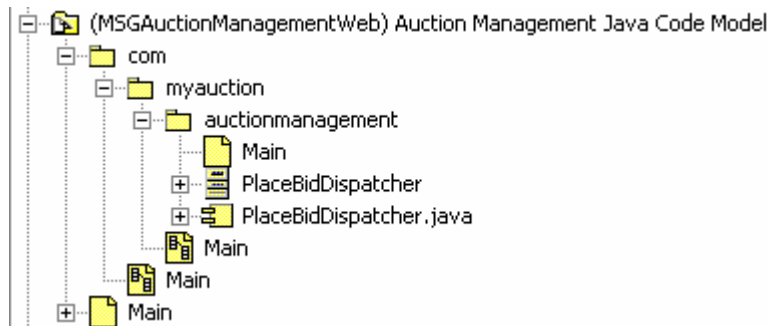 (MSGAuctionManagementWeb) Auction Management Java Code Model
com
myauction
auctionmanagement
Main
PlaceBidDispatcher
PlaceBidDispatcher.java
Main
Main
Main